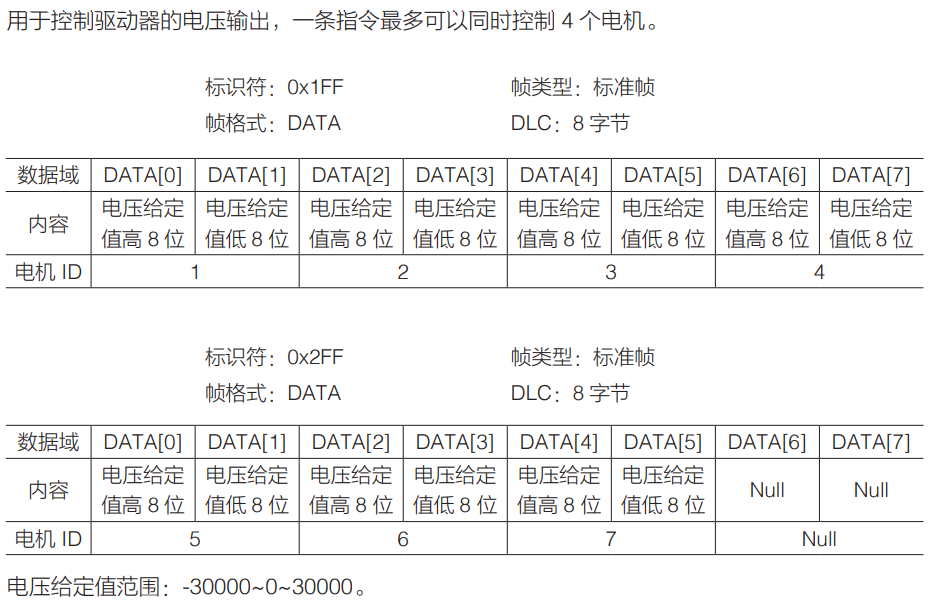 用于控制驱动器的电压输出，一条指令最多可以同时控制 4 个电机。
标识符：0x1FF 帧类型：标准帧
帧格式：DATA DLC：8 字节
数据域 DATA[0] DATA[1] DATA[2] DATA[3] DATA[4] DATA[5] DATA[6] DATA[7]
内容 电压给定值高 8 位 电压给定值低 8 位 电压给定值高 8 位 电压给定值低 8 位 电压给定值高 8 位 电压给定值低 8 位 电压给定值高 8 位 电压给定值低 8 位
电机 ID 1 2 3 4
标识符：0x2FF 帧类型：标准帧
帧格式：DATA DLC：8 字节
数据域 DATA[0] DATA[1] DATA[2] DATA[3] DATA[4] DATA[5] DATA[6] DATA[7]
内容 电压给定值高 8 位 电压给定值低 8 位 电压给定值高 8 位 电压给定值低 8 位 电压给定值高 8 位 电压给定值低 8 位 Null Null
电机 ID 5 6 7 Null
电压给定值范围：-30000~0~30000。